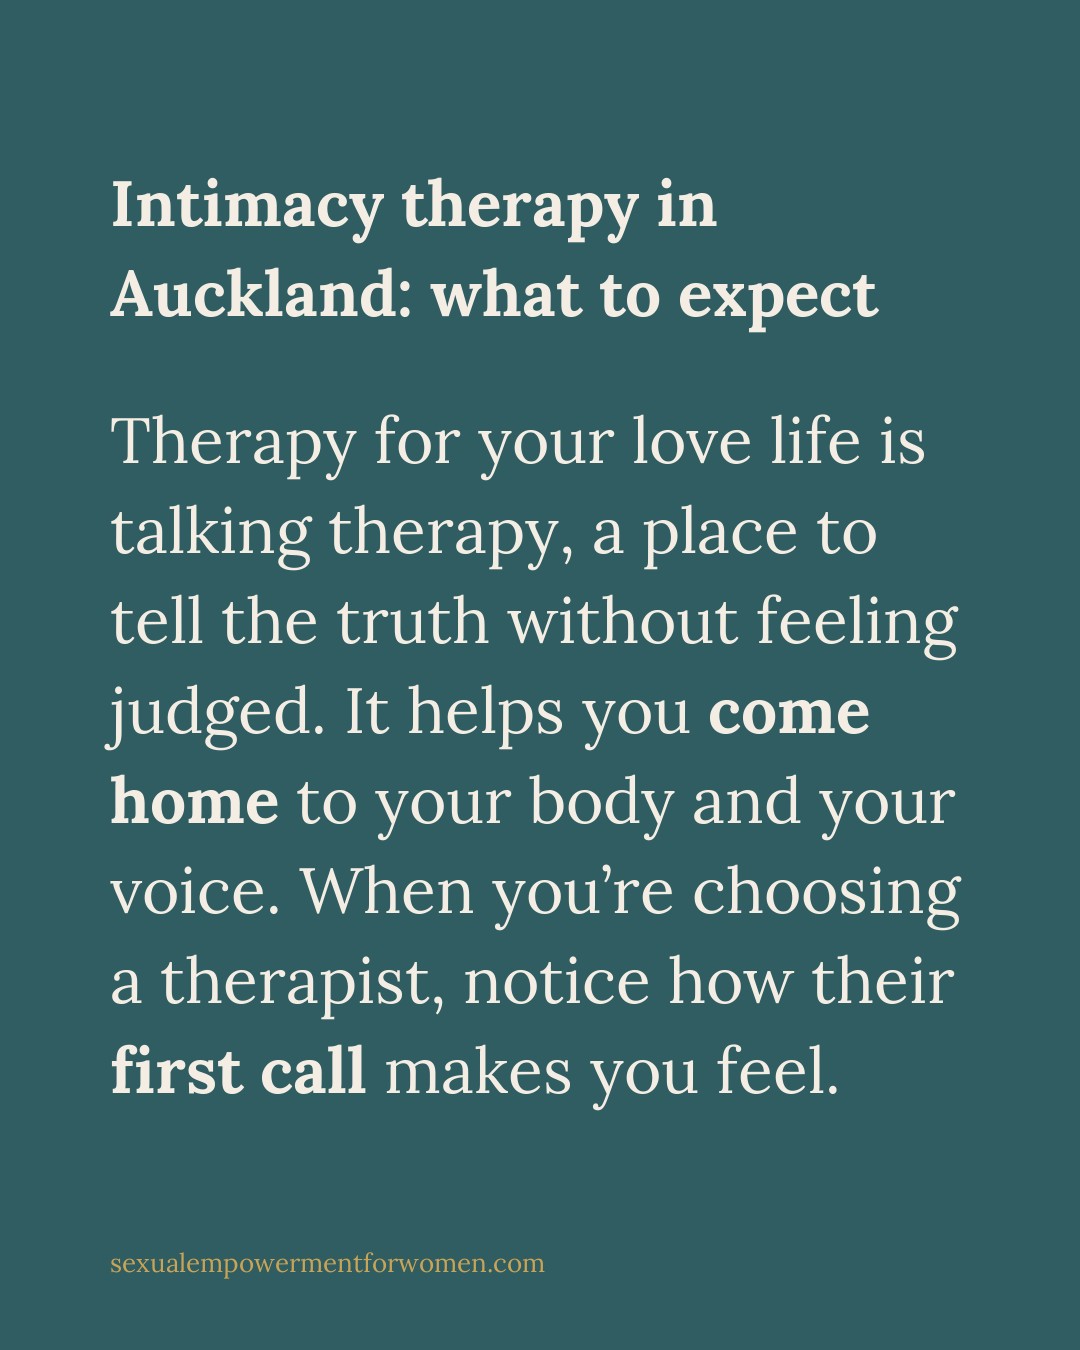 Intimacy therapy in
Auckland: what to expect
Therapy for your love life is
talking therapy, a place to
tell the truth without feeling
judged. It helps you come
home to your body and your
voice. When you’re choosing
a therapist, notice how their
first call makes you feel.
sexualempowermentforwomen.com